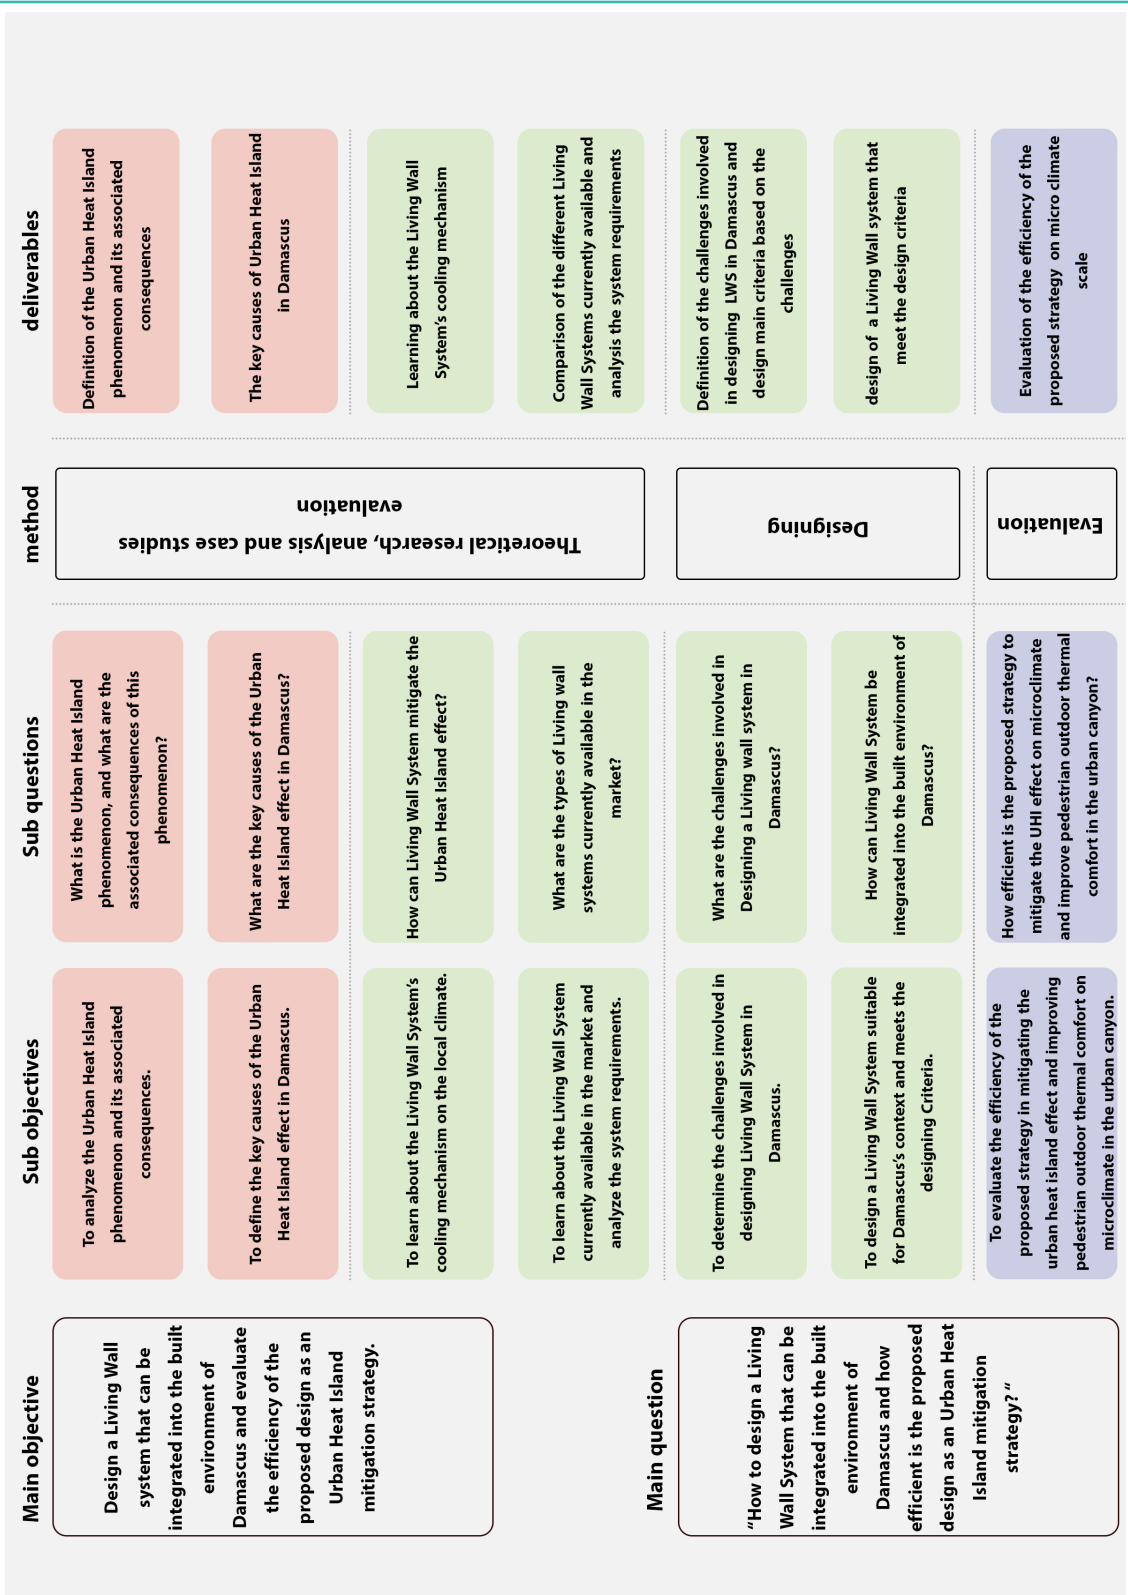 Main objective
Design a Living Wall
system that can be
integrated into the built
environment of
Damascus and evaluate
the efficiency of the
proposed design as an
Urban Heat Island
mitigation strategy.
Main question
“How to design a Living
Wall System that can be
integrated into the built
environment of
Damascus and how
efficient is the proposed
design as an Urban Heat
Island mitigation
strategy?“
Sub objectives
To analyze the Urban Heat Island
phenomenon and its associated
consequences.
To define the key causes of the Urban
Heat Island effect in Damascus.
To learn about the Living Wall System’s
cooling mechanism on the local climate.
To learn about the Living Wall System
currently available in the market and
analyze the system requirements.
To determine the challenges involved in
designing Living Wall System in
Damascus.
To design a Living Wall System suitable
for Damascus’s context and meets the
designing Criteria.
To evaluate the efficiency of the
proposed strategy in mitigating the
urban heat island effect and improving
pedestrian outdoor thermal comfort on
microclimate in the urban canyon.
Sub questions
What is the Urban Heat Island
phenomenon, and what are the
associated consequences of this
phenomenon?
What are the key causes of the Urban
Heat Island effect in Damascus?
How can Living Wall System mitigate the
Urban Heat Island effect?
What are the types of Living wall
systems currently available in the
market?
What are the challenges involved in
Designing a Living wall system in
Damascus?
How can Living Wall System be
integrated into the built environment of
Damascus?
How efficient is the proposed strategy to
mitigate the UHI effect on microclimate
and improve pedestrian outdoor thermal
comfort in the urban canyon?
method
Theoretical research, analysis and case studies
evaluation
Designing
Evaluation
deliverables
Definition of the Urban Heat Island
phenomenon and its associated
consequences
The key causes of Urban Heat Island
in Damascus
Learning about the Living Wall
System’s cooling mechanism
Comparison of the different Living
Wall Systems currently available and
analysis the system requirements
Definition of the challenges involved
in designing LWS in Damascus and
design main criteria based on the
challenges
design of a Living Wall system that
meet the design criteria
Evaluation of the efficiency of the
proposed strategy on micro climate
scale